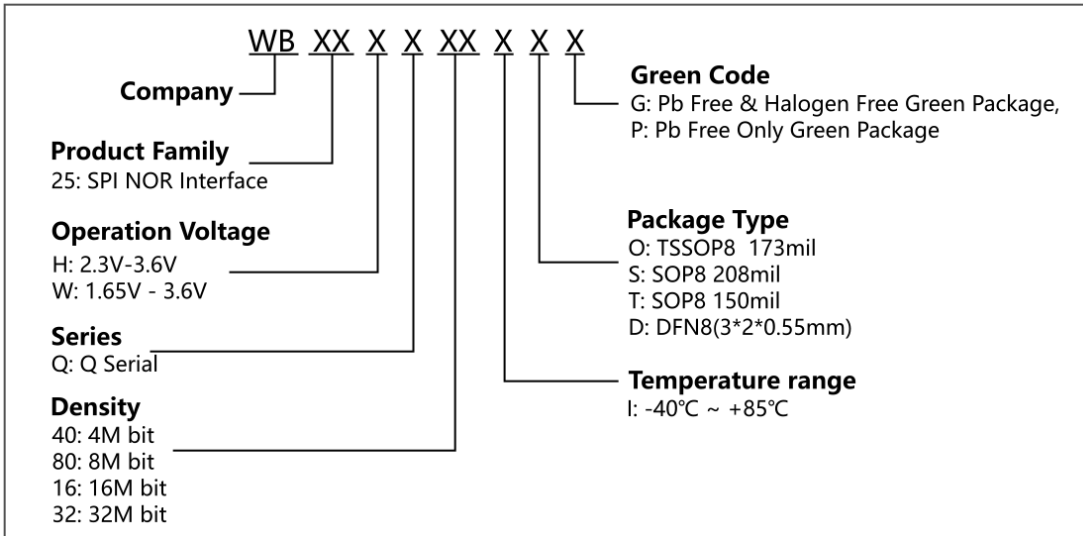 WB XX X X XX X X X
Company
Product Family
25: SPI NOR Interface
Operation Voltage
H: 2.3V-3.6V
W: 1.65V - 3.6V
Series
Q: Q Serial
Density
40: 4M bit
80: 8M bit
16: 16M bit
32: 32M bit
Green Code
G: Pb Free & Halogen Free Green Package,
P: Pb Free Only Green Package
Package Type
O: TSSOP8 173mil
S: SOP8 208mil
T: SOP8 150mil
D: DFN8(3*2*0.55mm)
Temperature range
I: -40℃ ~ +85℃